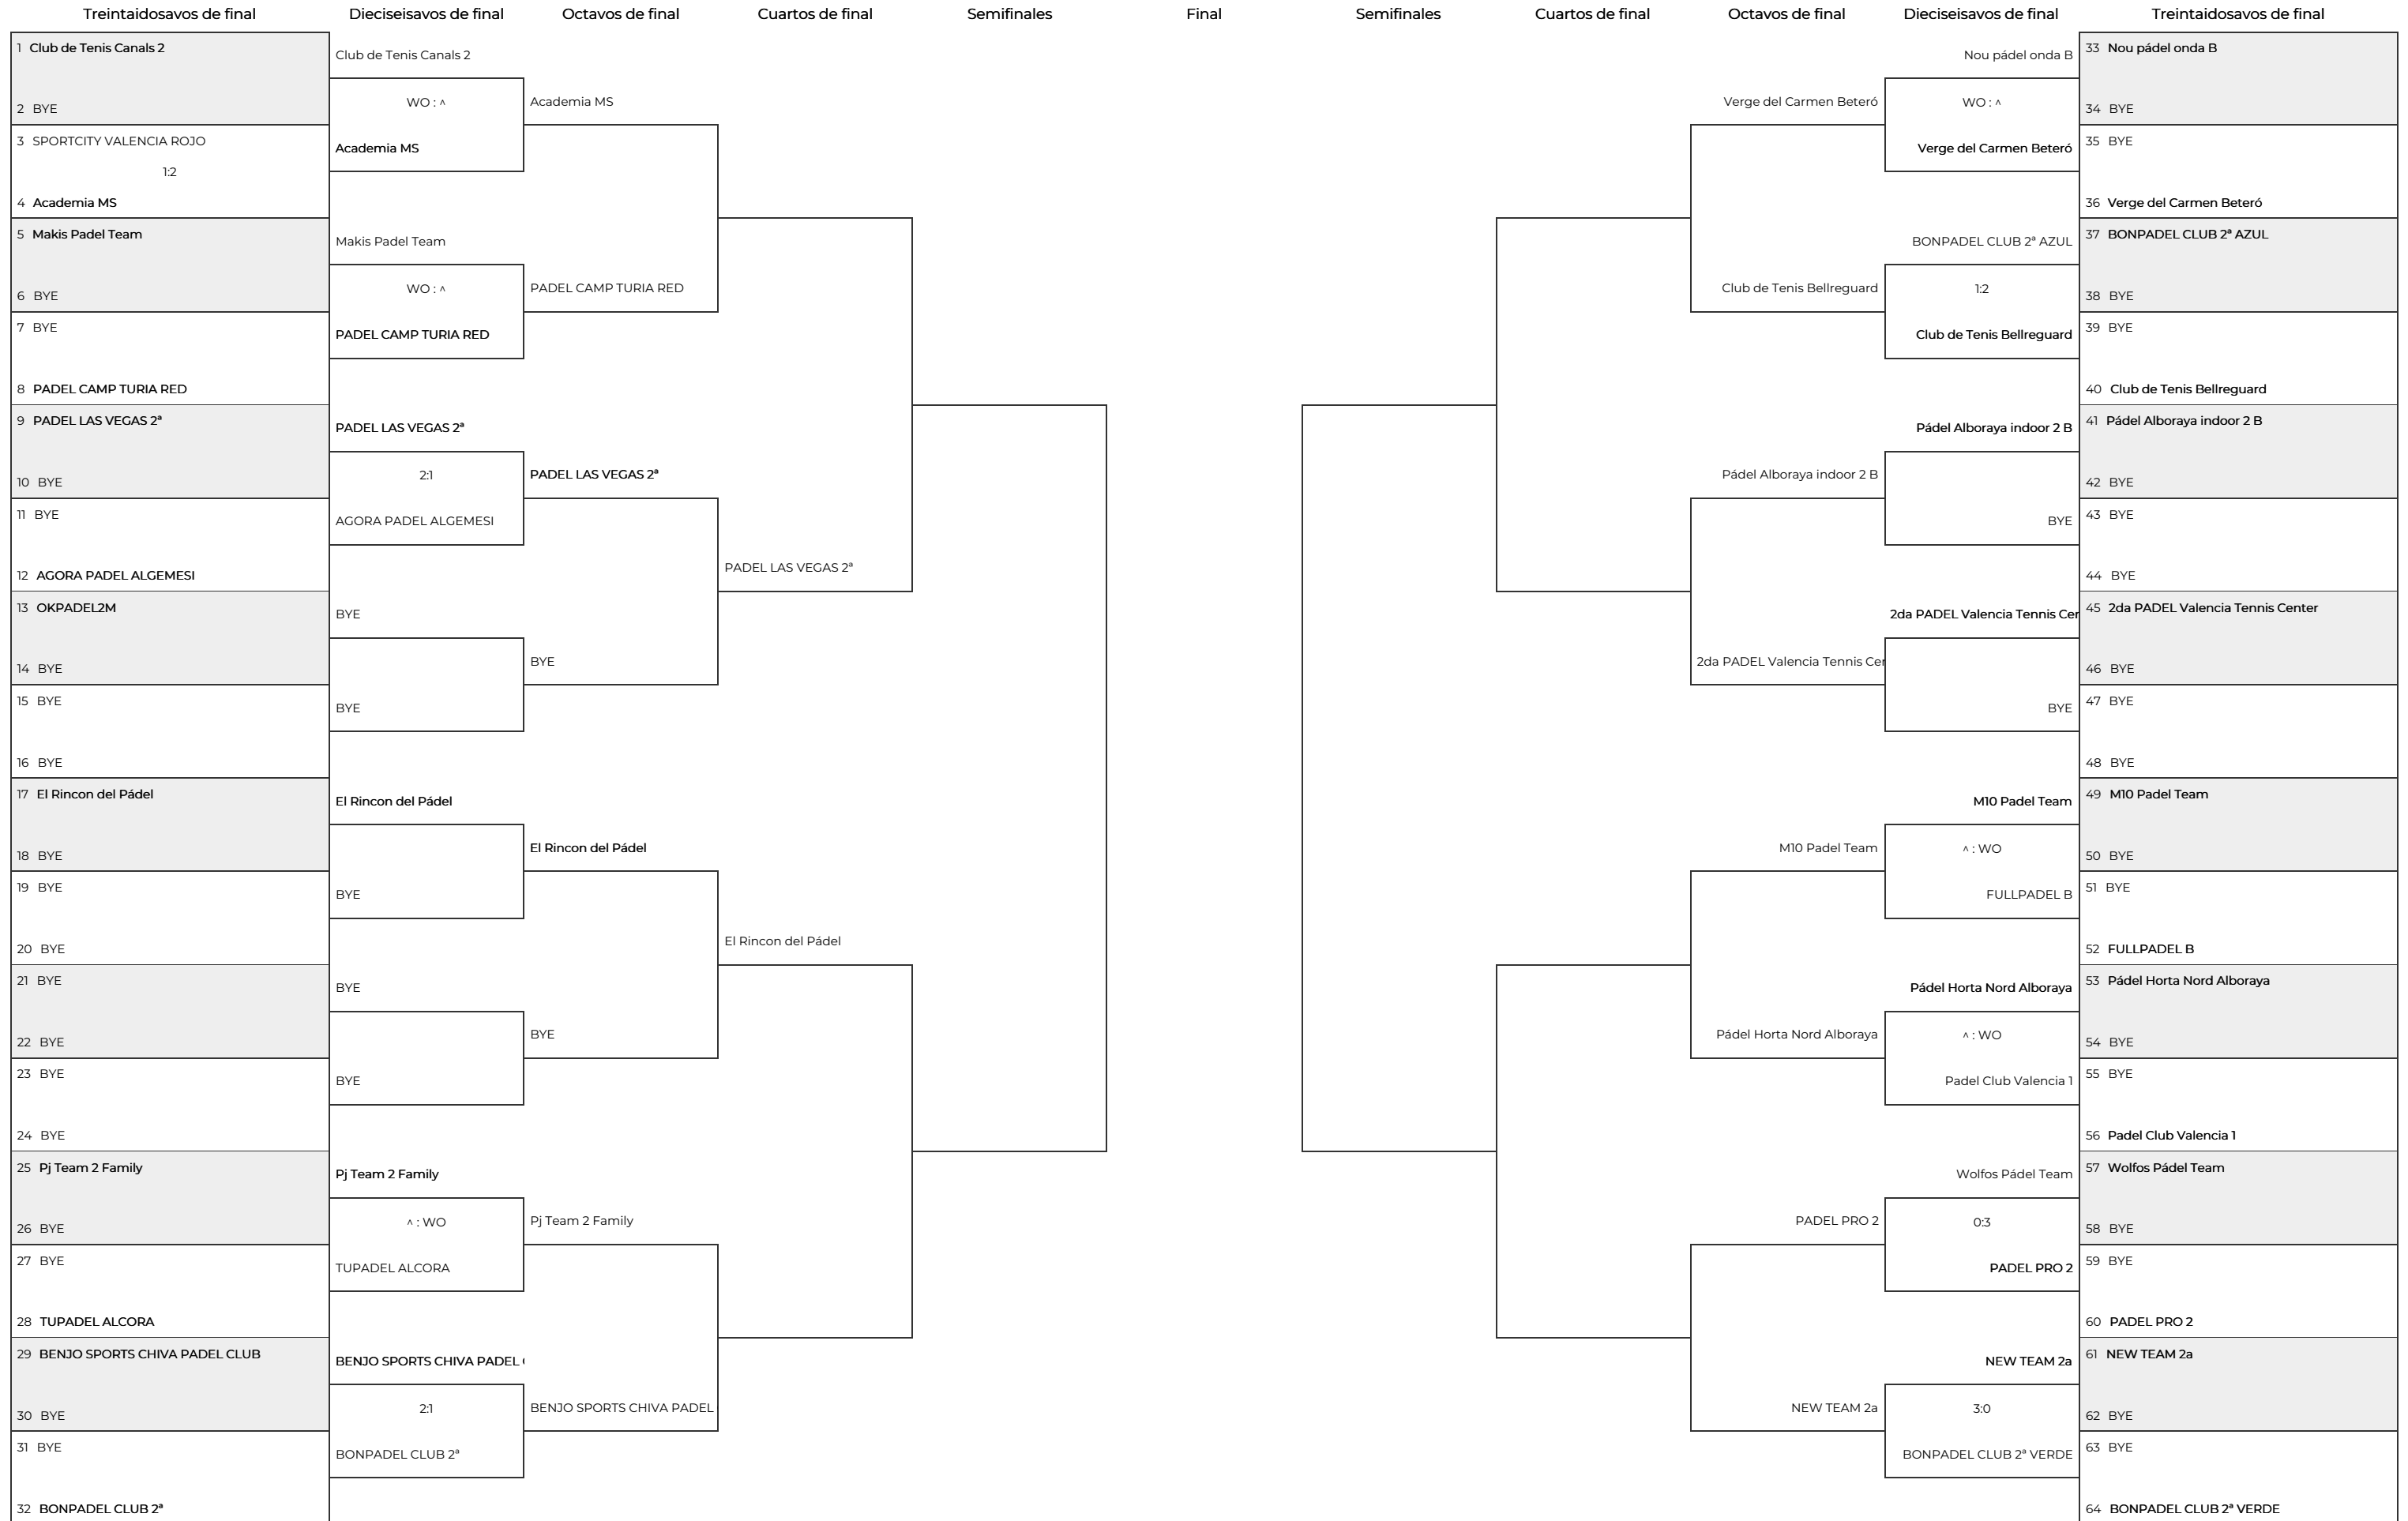 Treintaidosavos de final
Dieciseisavos de final
Octavos de final
Cuartos de final
Semifinales
Final
Semifinales
Cuartos de final
Octavos de final
Dieciseisavos de final
Treintaidosavos de final
1 Club de Tenis Canals 2
2 BYE
3 SPORTCITY VALENCIA ROJO
1:2
4 Academia MS
5 Makis Padel Team
6 BYE
7 BYE
8 PADEL CAMP TURIA RED
9 PADEL LAS VEGAS 2ª
10 BYE
11 BYE
12 AGORA PADEL ALGEMESI
13 OKPADEL2M
14 BYE
15 BYE
16 BYE
17 El Rincon del Pádel
18 BYE
19 BYE
20 BYE
21 BYE
22 BYE
23 BYE
24 BYE
25 Pj Team 2 Family
26 BYE
27 BYE
28 TUPADEL ALCORA
29 BENJO SPORTS CHIVA PADEL CLUB
30 BYE
31 BYE
32 BONPADEL CLUB 2ª
Club de Tenis Canals 2
WO : ^
Academia MS
Makis Padel Team
WO : ^
PADEL CAMP TURIA RED
PADEL LAS VEGAS 2ª
2:1
AGORA PADEL ALGEMESI
BYE
BYE
El Rincon del Pádel
BYE
BYE
BYE
Pj Team 2 Family
^ : WO
TUPADEL ALCORA
BENJO SPORTS CHIVA PADEL
2:1
BONPADEL CLUB 2ª
Academia MS
PADEL CAMP TURIA RED
PADEL LAS VEGAS 2ª
BYE
El Rincon del Pádel
BYE
Pj Team 2 Family
BENJO SPORTS CHIVA PADEL
PADEL LAS VEGAS 2ª
El Rincon del Pádel
Verge del Carmen Beteró
Club de Tenis Bellreguard
Pádel Alboraya indoor 2 B
2da PADEL Valencia Tennis Cer
M10 Padel Team
Pádel Horta Nord Alboraya
PADEL PRO 2
NEW TEAM 2a
Nou pádel onda B
WO : ^
Verge del Carmen Beteró
BONPADEL CLUB 2ª AZUL
1:2
Club de Tenis Bellreguard
Pádel Alboraya indoor 2 B
BYE
2da PADEL Valencia Tennis Cer
BYE
M10 Padel Team
^ : WO
FULLPADEL B
Pádel Horta Nord Alboraya
^ : WO
Padel Club Valencia 1
Wolfos Pádel Team
0:3
PADEL PRO 2
NEW TEAM 2a
3:0
BONPADEL CLUB 2ª VERDE
33 Nou pádel onda B
34 BYE
35 BYE
36 Verge del Carmen Beteró
37 BONPADEL CLUB 2ª AZUL
38 BYE
39 BYE
40 Club de Tenis Bellreguard
41 Pádel Alboraya indoor 2 B
42 BYE
43 BYE
44 BYE
45 2da PADEL Valencia Tennis Center
46 BYE
47 BYE
48 BYE
49 M10 Padel Team
50 BYE
51 BYE
52 FULLPADEL B
53 Pádel Horta Nord Alboraya
54 BYE
55 BYE
56 Padel Club Valencia 1
57 Wolfos Pádel Team
58 BYE
59 BYE
60 PADEL PRO 2
61 NEW TEAM 2a
62 BYE
63 BYE
64 BONPADEL CLUB 2ª VERDE